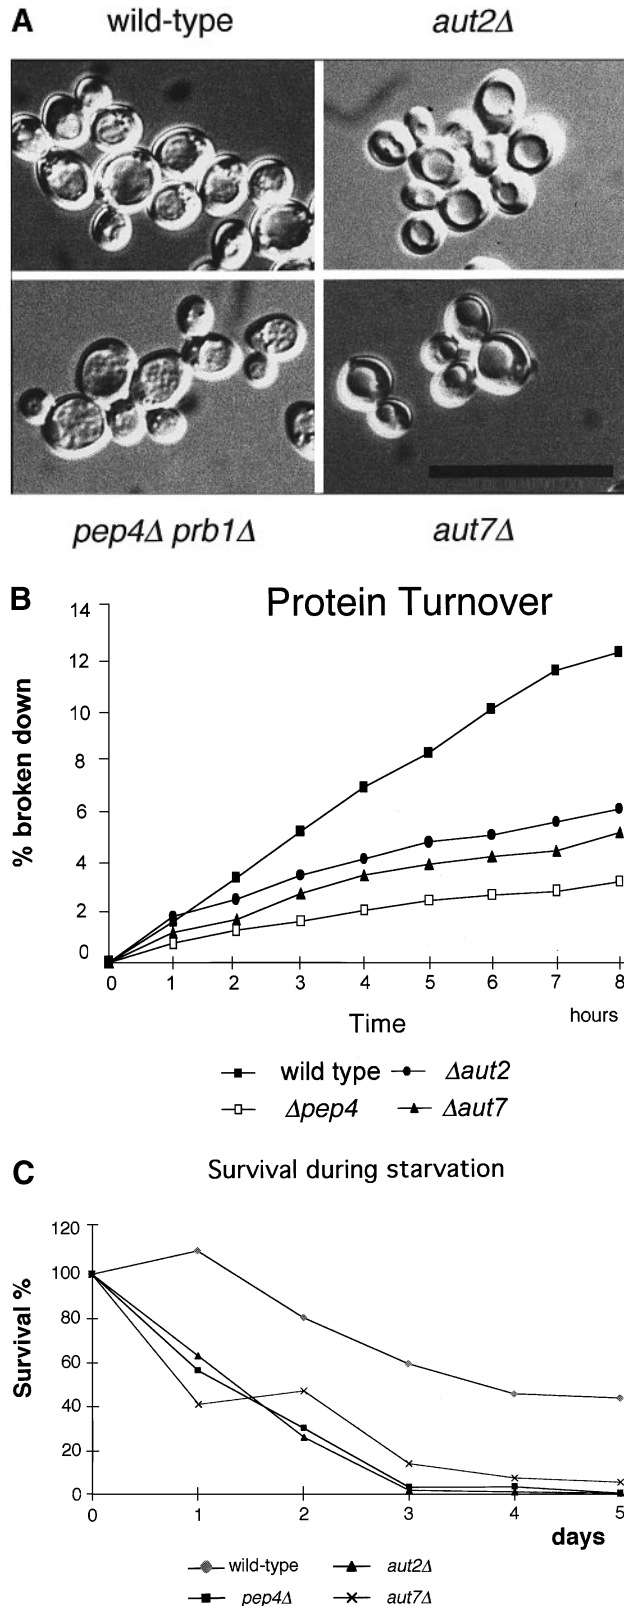 A wild-type aut2Δ
pep4Δ prb1Δ aut7Δ
B Protein Turnover
% broken down
14
12
10
8
6
4
2
0
0 1 2 3 4 5 6 7 8
hours
Time
wild type Δaut2
Δpep4 Δaut7
C Survival during starvation
Survival %
120
100
80
60
40
20
0
0 1 2 3 4 5
days
wild-type aut2Δ
pep4Δ aut7Δ